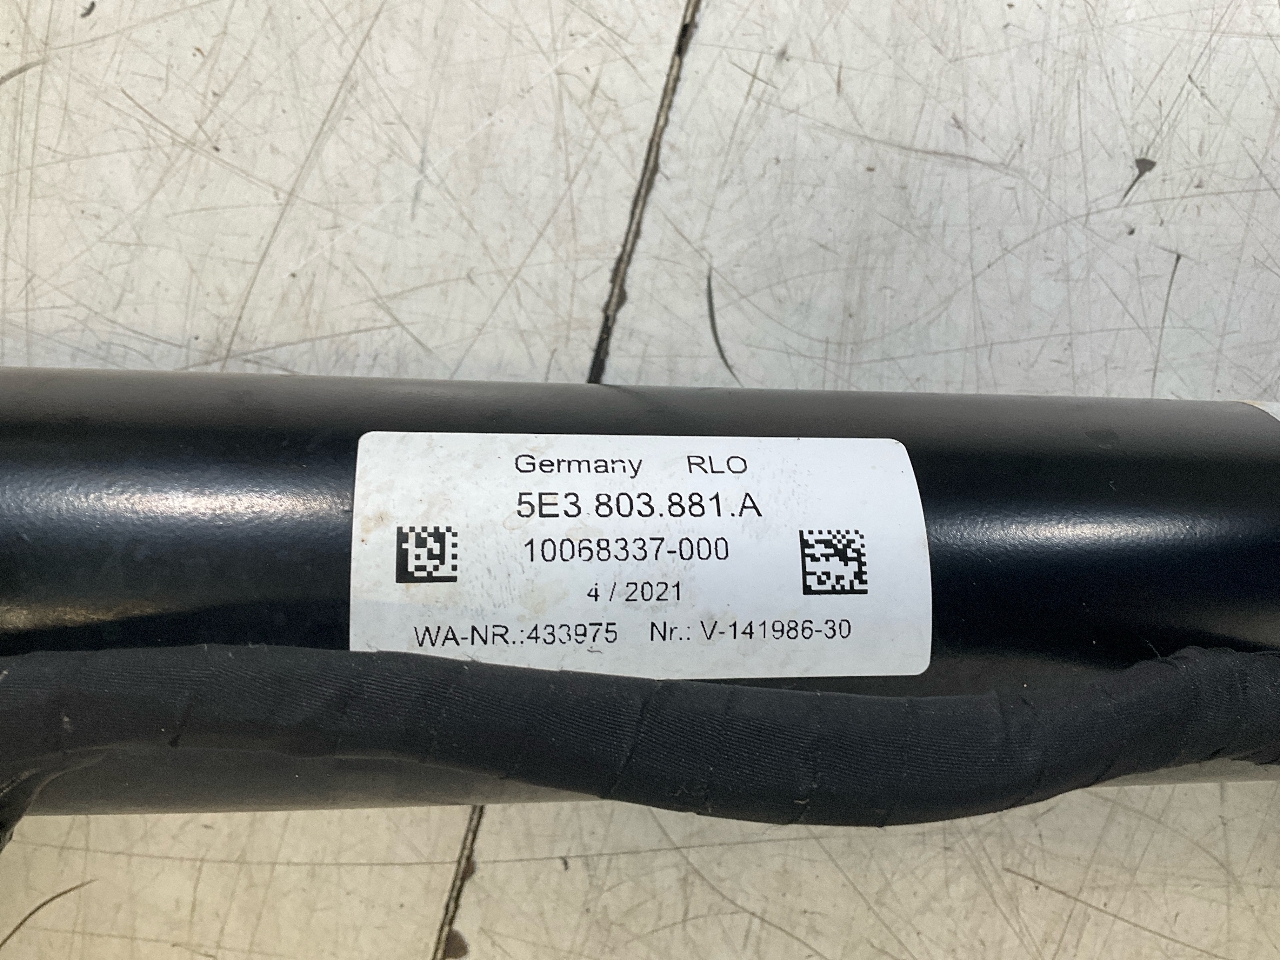 Germany RLO
5E3.803.881.A
10068337-000
4 / 2021
WA-NR.:433975 Nr.: V-141986-30